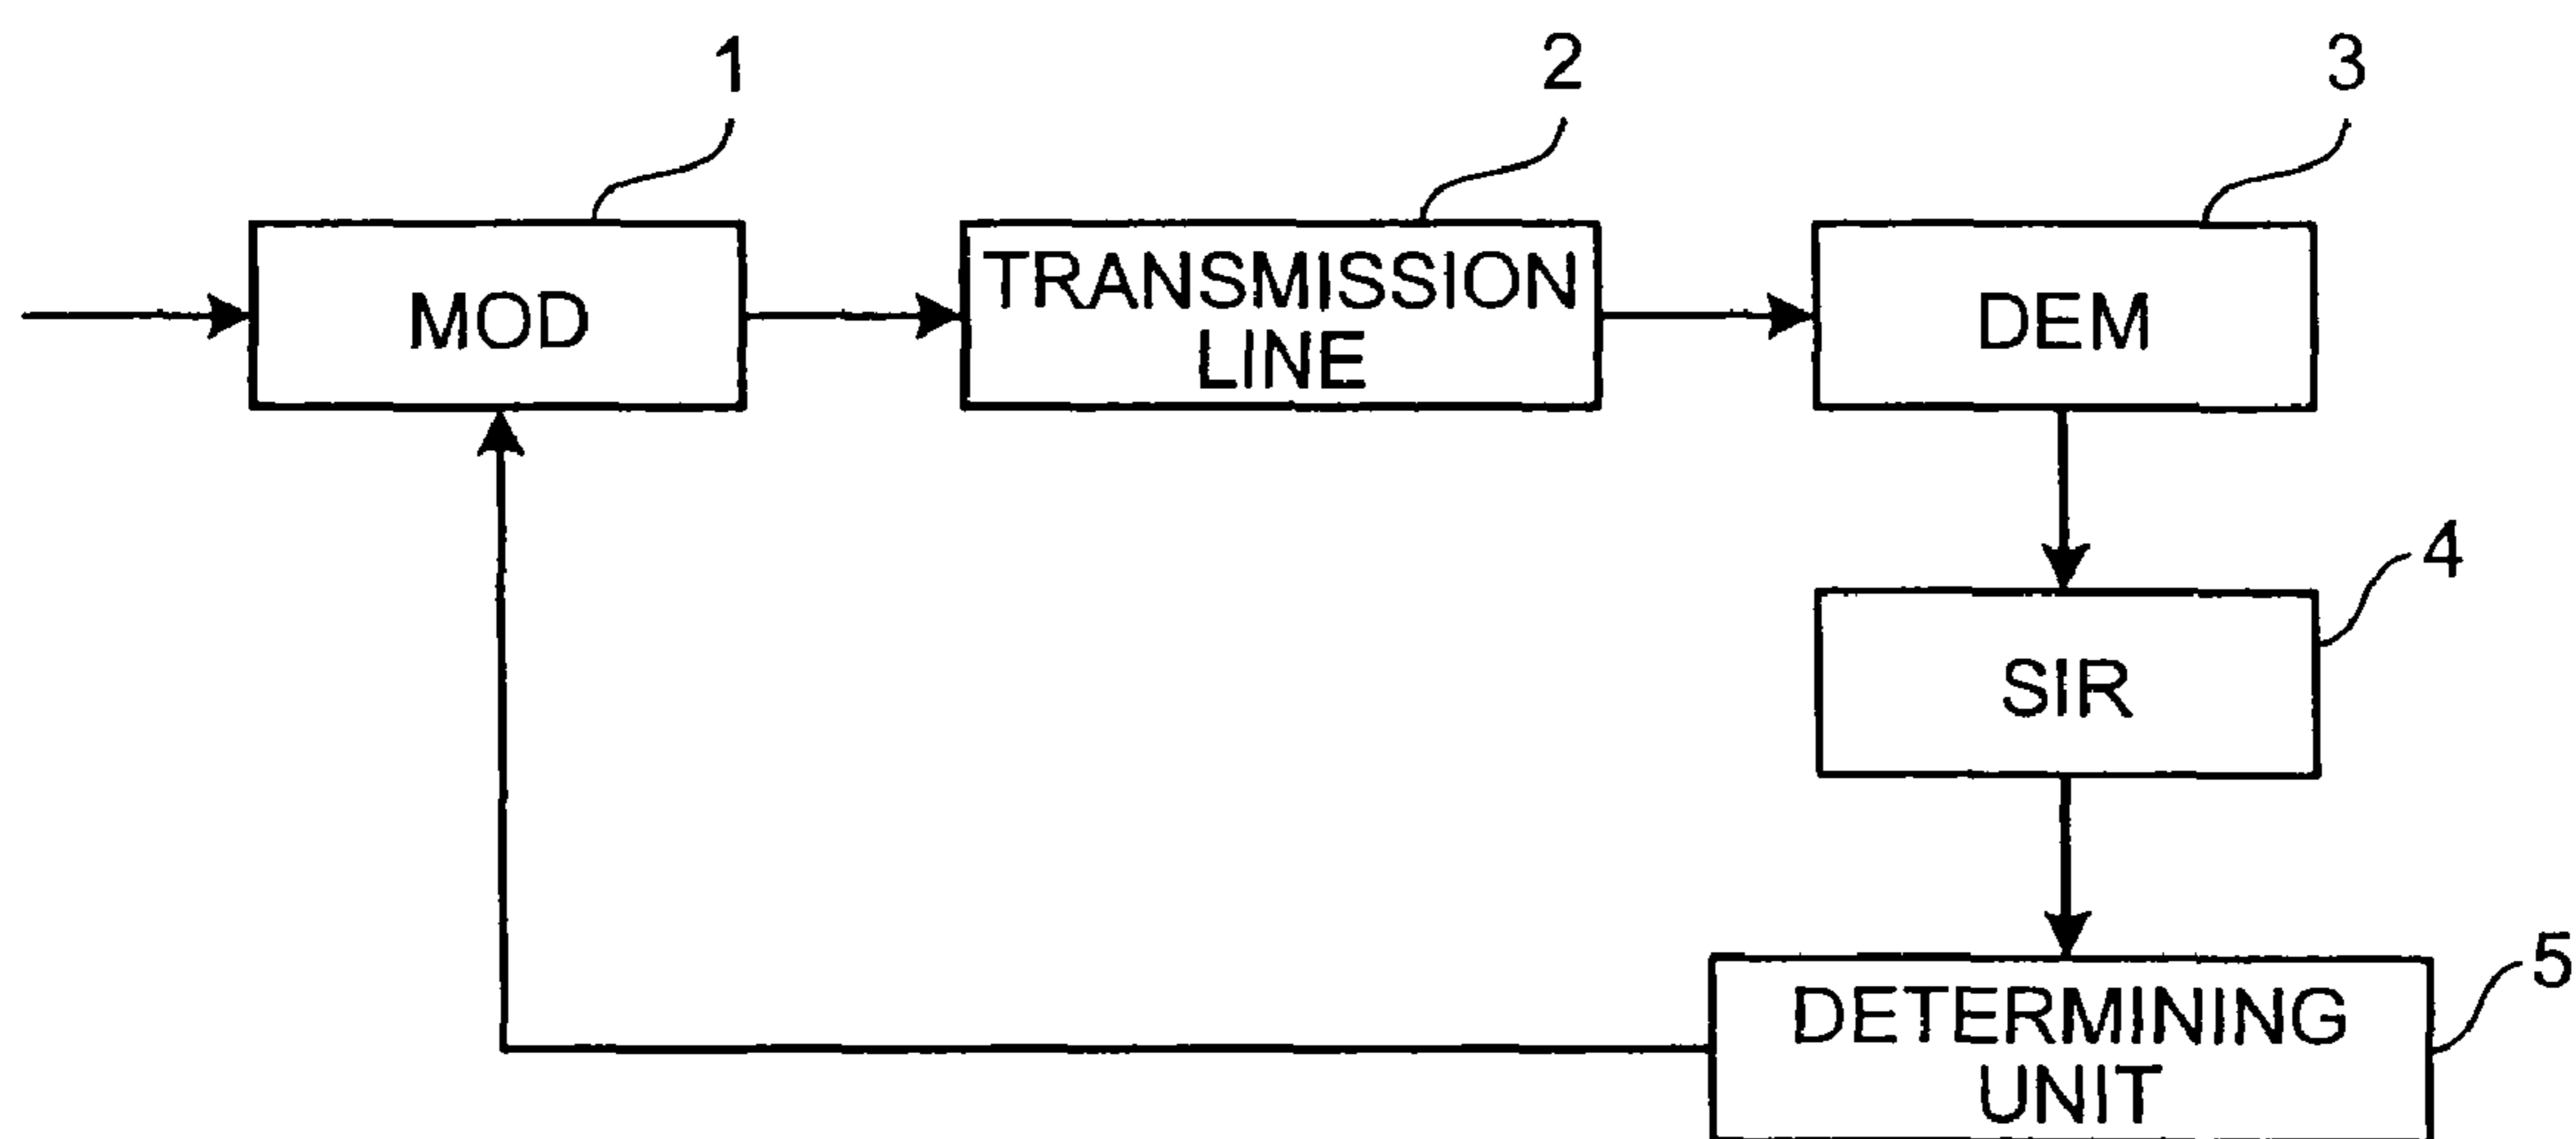 1
2
3
MOD
TRANSMISSION
LINE
DEM
4
SIR
5
DETERMINING
UNIT